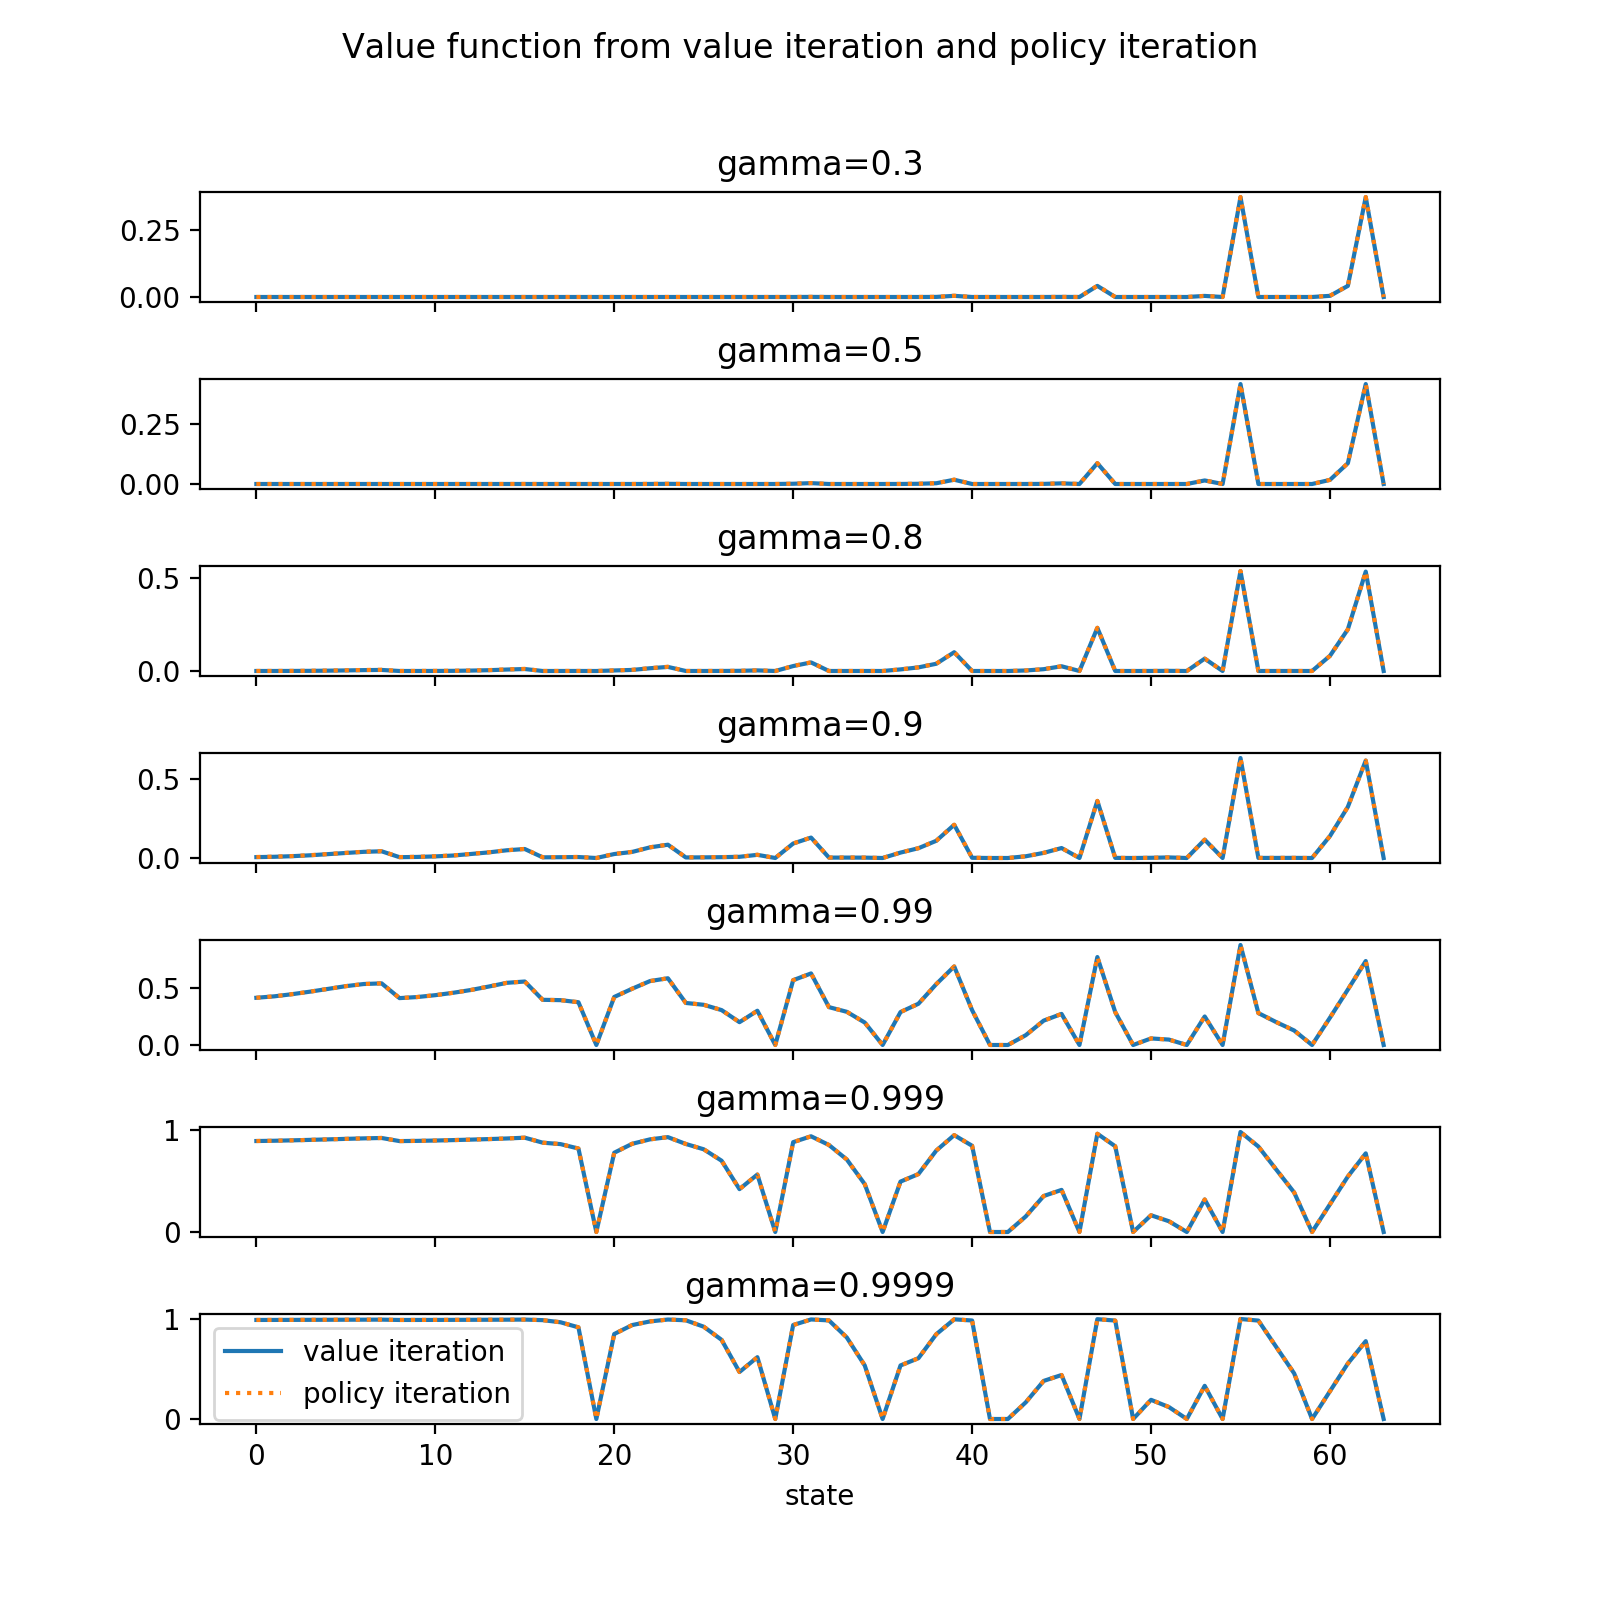 Value function from value iteration and policy iteration
gamma=0.3
0.25
0.00
gamma=0.5
0.25
0.00
gamma=0.8
0.5
0.0
gamma=0.9
0.5
0.0
gamma=0.99
0.5
0.0
gamma=0.999
1
0
gamma=0.9999
1
value iteration
policy iteration
0
0 10 20 30 40 50 60
state